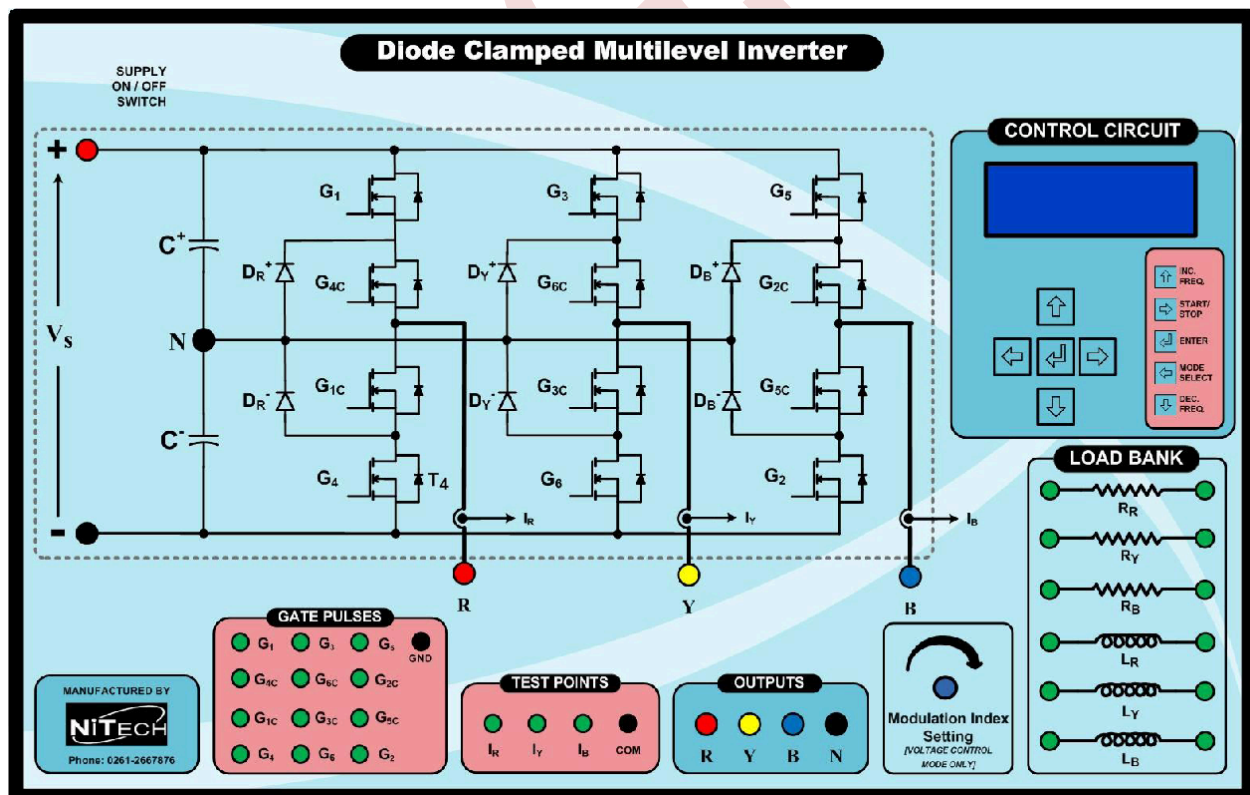 Diode Clamped Multilevel Inverter
SUPPLY
ON / OFF
SWITCH
+
G1
G3
G5
C+
DR+
G4C
DY+
G6C
DB+
G2C
Vs
N
DR-
G1C
DY-
G3C
DB-
G5C
C-
G4
T4
G6
G2
-
IR
IY
IB
R
Y
B
CONTROL CIRCUIT
INC.
FREQ.
START/
STOP
ENTER
MODE
SELECT
DEC.
FREQ.
LOAD BANK
RR
RY
RB
LR
LY
LB
GATE PULSES
G1 G3 G5
GND
G4C G6C G2C
G1C G3C G5C
G4 G6 G2
MANUFACTURED BY
NITECH
Phone: 0261-2667876
TEST POINTS
IR IY IB COM
OUTPUTS
R Y B N
Modulation Index
Setting
[VOLTAGE CONTROL
MODE ONLY]